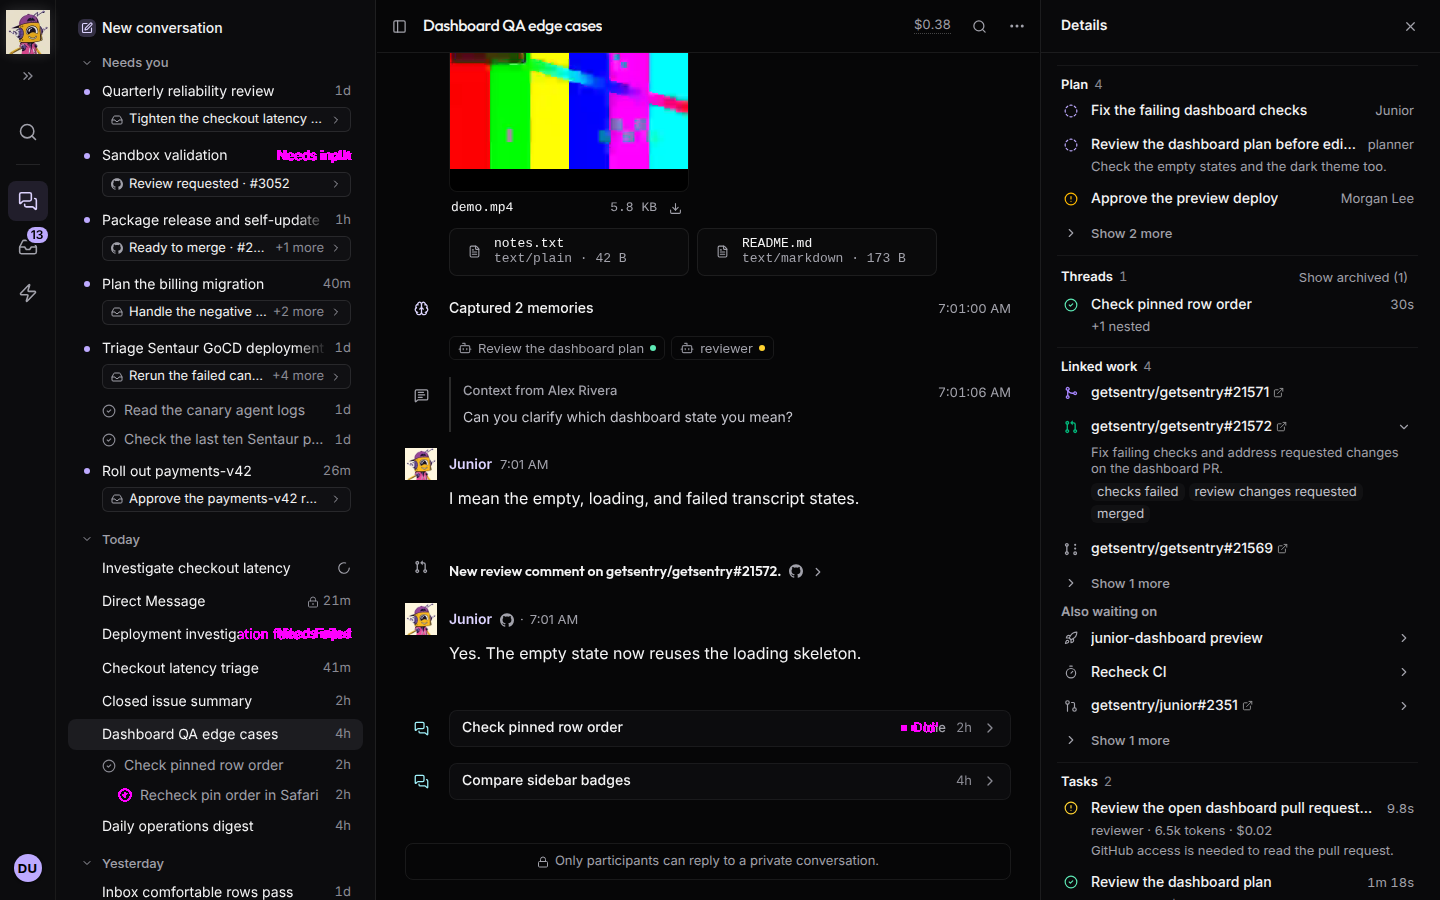 New conversation
Needs you
Quarterly reliability review 1d
Tighten the checkout latency ...
Sandbox validation
Review requested · #3052
Package release and self-update 1h
Ready to merge · #2... +1 more
Plan the billing migration 40m
Handle the negative ... +2 more
Triage Sentaur GoCD deployment 1d
Rerun the failed can... +4 more
Read the canary agent logs 1d
Check the last ten Sentaur p... 1d
Roll out payments-v42 26m
Approve the payments-v42 r...
Today
Investigate checkout latency
Direct Message 21m
Deployment investigation
Checkout latency triage 41m
Closed issue summary 2h
Dashboard QA edge cases 4h
Check pinned row order 2h
Recheck pin order in Safari 2h
Daily operations digest 4h
Yesterday
Inbox comfortable rows pass 1d
13
DU
Dashboard QA edge cases $0.38
demo.mp4 5.8 KB
notes.txt
text/plain · 42 B
README.md
text/markdown · 173 B
Captured 2 memories 7:01:00 AM
Review the dashboard plan reviewer
Context from Alex Rivera 7:01:06 AM
Can you clarify which dashboard state you mean?
Junior 7:01 AM
I mean the empty, loading, and failed transcript states.
New review comment on getsentry/getsentry#21572.
Junior · 7:01 AM
Yes. The empty state now reuses the loading skeleton.
Check pinned row order 2h
Compare sidebar badges 4h
Only participants can reply to a private conversation.
Details
Plan 4
Fix the failing dashboard checks Junior
Review the dashboard plan before edi... planner
Check the empty states and the dark theme too.
Approve the preview deploy Morgan Lee
Show 2 more
Threads 1 Show archived (1)
Check pinned row order 30s
+1 nested
Linked work 4
getsentry/getsentry#21571
getsentry/getsentry#21572
Fix failing checks and address requested changes
on the dashboard PR.
checks failed review changes requested
merged
getsentry/getsentry#21569
Show 1 more
Also waiting on
junior-dashboard preview
Recheck CI
getsentry/junior#2351
Show 1 more
Tasks 2
Review the open dashboard pull request... 9.8s
reviewer · 6.5k tokens · $0.02
GitHub access is needed to read the pull request.
Review the dashboard plan 1m 18s